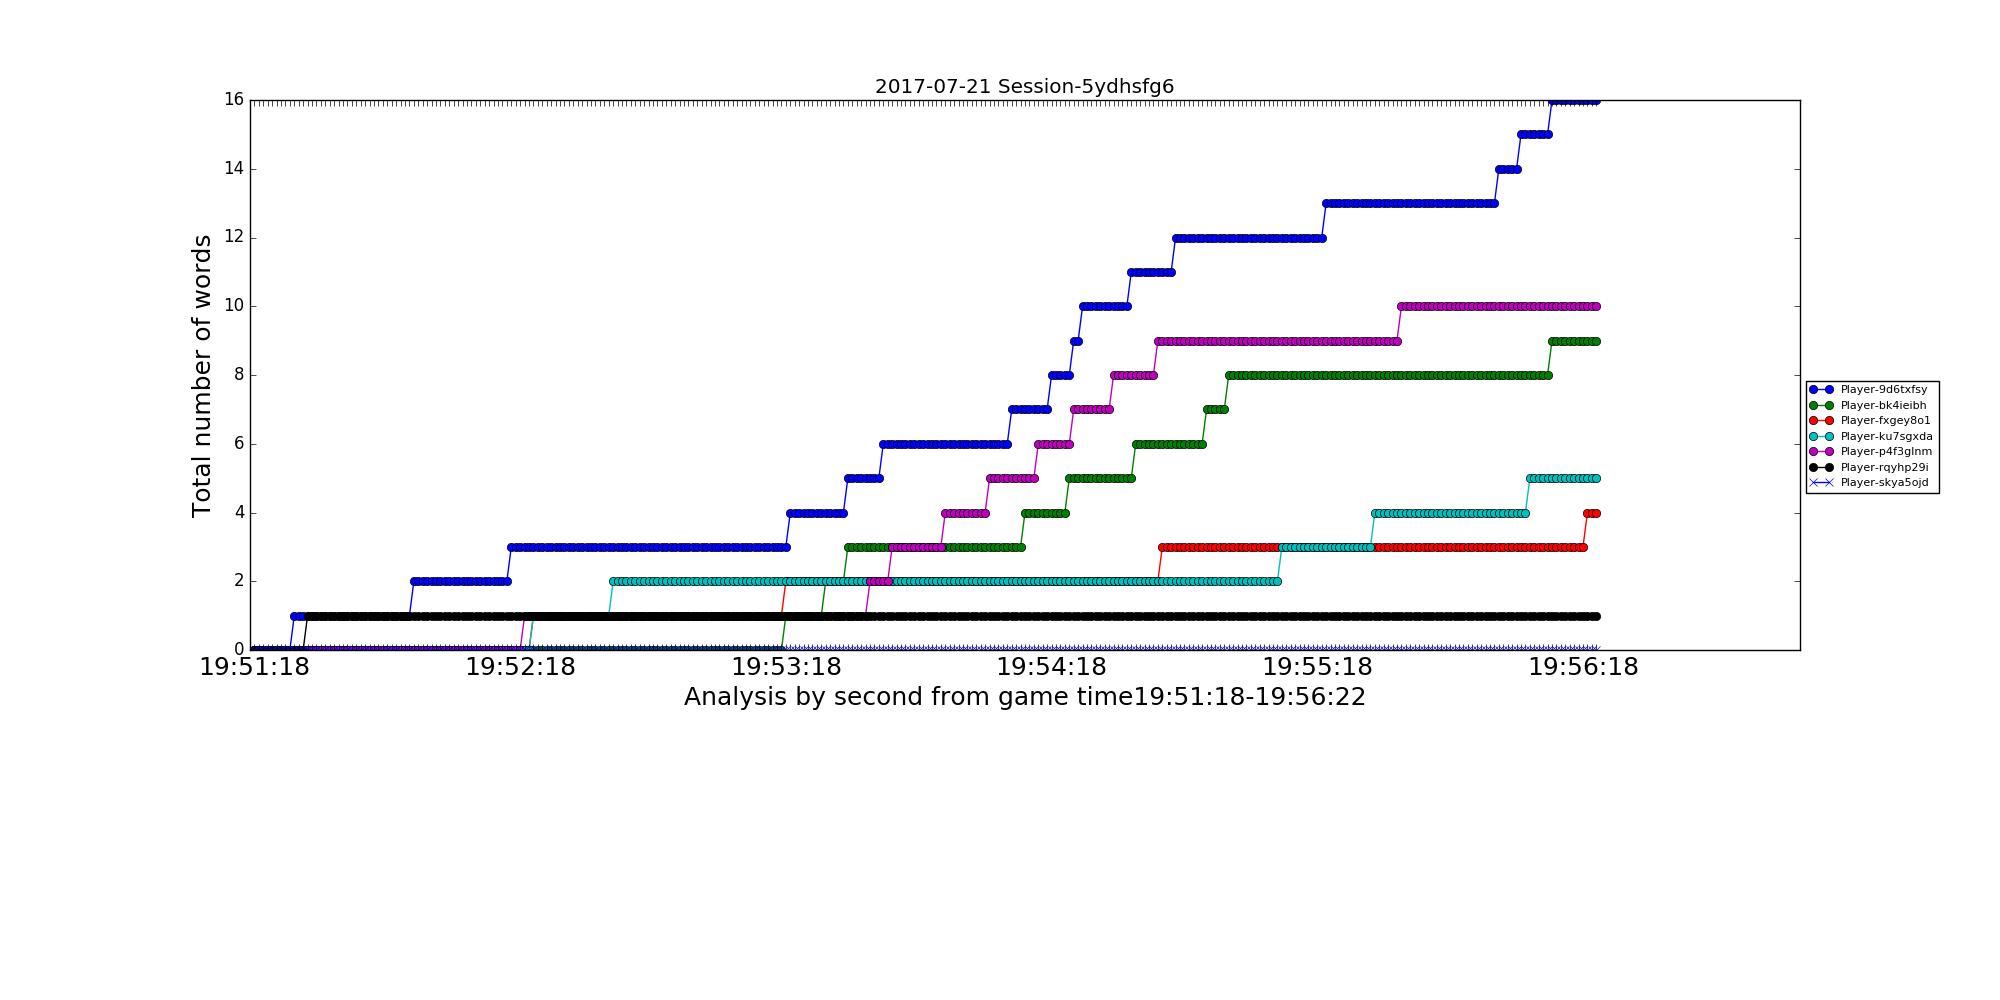 2017-07-21 Session-5ydhsfg6
Total number of words
16
14
12
10
8
6
4
2
0
19:51:18 19:52:18 19:53:18 19:54:18 19:55:18 19:56:18
Analysis by second from game time19:51:18-19:56:22
Player-9d6txfsy
Player-bk4ieibh
Player-fxgey8o1
Player-ku7sgxda
Player-p4f3glnm
Player-rqyhp29i
Player-skya5ojd